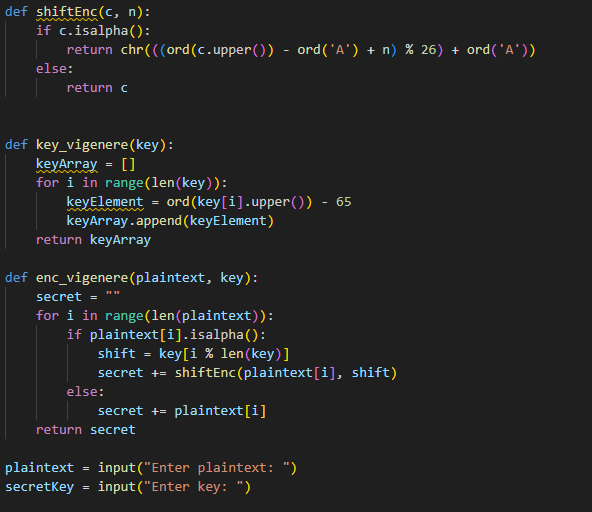 def shiftEnc(c, n):
    if c.isalpha():
        return chr(((ord(c.upper()) - ord('A') + n) % 26) + ord('A'))
    else:
        return c

def key_vigenere(key):
    keyArray = []
    for i in range(len(key)):
        keyElement = ord(key[i].upper()) - 65
        keyArray.append(keyElement)
    return keyArray

def enc_vigenere(plaintext, key):
    secret = ""
    for i in range(len(plaintext)):
        if plaintext[i].isalpha():
            shift = key[i % len(key)]
            secret += shiftEnc(plaintext[i], shift)
        else:
            secret += plaintext[i]
    return secret

plaintext = input("Enter plaintext: ")
secretKey = input("Enter key: ")